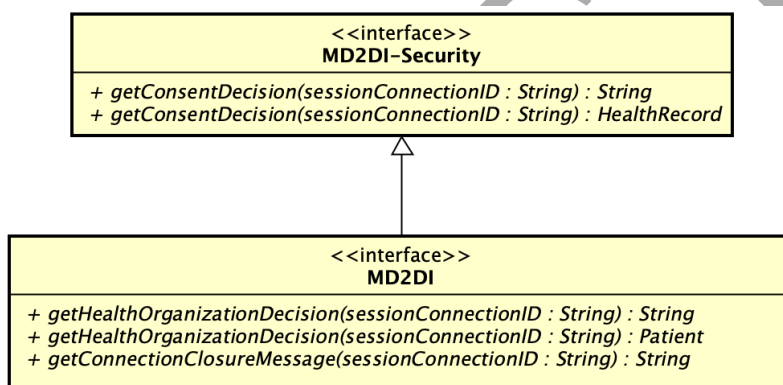 <<interface>>
MD2DI-Security
+ getConsentDecision(sessionConnectionID : String) : String
+ getConsentDecision(sessionConnectionID : String) : HealthRecord
<<interface>>
MD2DI
+ getHealthOrganizationDecision(sessionConnectionID : String) : String
+ getHealthOrganizationDecision(sessionConnectionID : String) : Patient
+ getConnectionClosureMessage(sessionConnectionID : String) : String